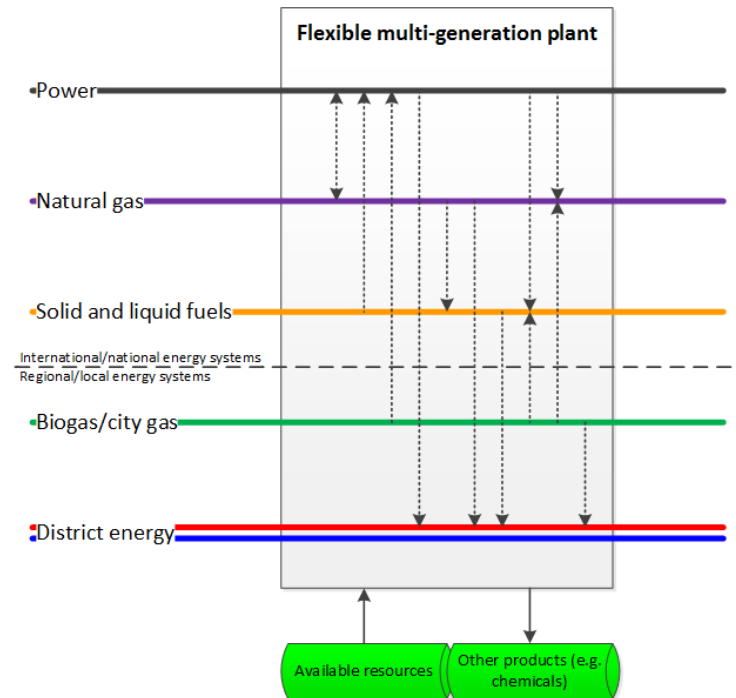 Flexible multi-generation plant
Power
Natural gas
Solid and liquid fuels
International/national energy systems
Regional/local energy systems
Biogas/city gas
District energy
Available resources
Other products (e.g.
chemicals)